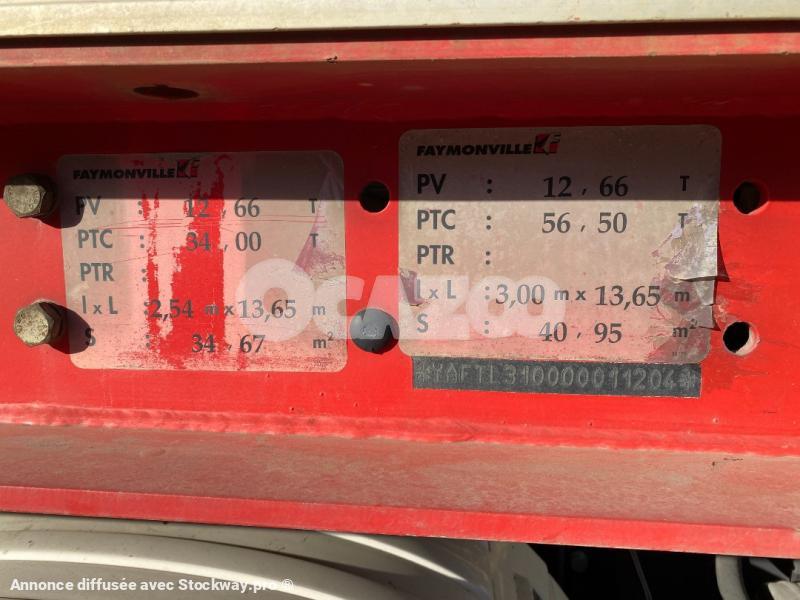 FAYMONVILLE
PV : 12,66 T
PTC : 34,00 T
PTR :
l x L : 2,54 m x 13,65 m
S : 34,67 m²
FAYMONVILLE
PV : 12,66 T
PTC : 56,50 T
PTR :
l x L : 3,00 m x 13,65 m
S : 40,95 m²
*YAFTL310000011204*
OCAZOO
Annonce diffusée avec Stockway.pro ®